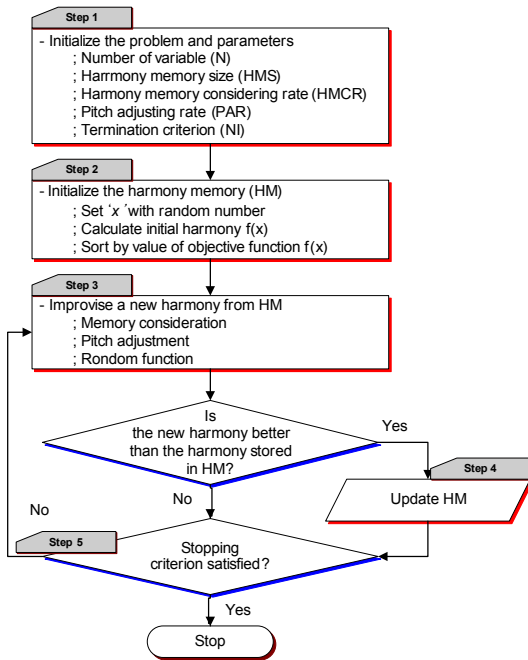 Step 1
- Initialize the problem and parameters
; Number of variable (N)
; Harrmony memory size (HMS)
; Harmony memory considering rate (HMCR)
; Pitch adjusting rate (PAR)
; Termination criterion (NI)
Step 2
- Initialize the harmony memory (HM)
; Set ‘x ’ with random number
; Calculate initial harmony f(x)
; Sort by value of objective function f(x)
Step 3
- Improvise a new harmony from HM
; Memory consideration
; Pitch adjustment
; Rondom function
Is
the new harmony better
than the harmony stored
in HM?
Yes
Step 4
Update HM
No
No
Step 5
Stopping
criterion satisfied?
Yes
Stop